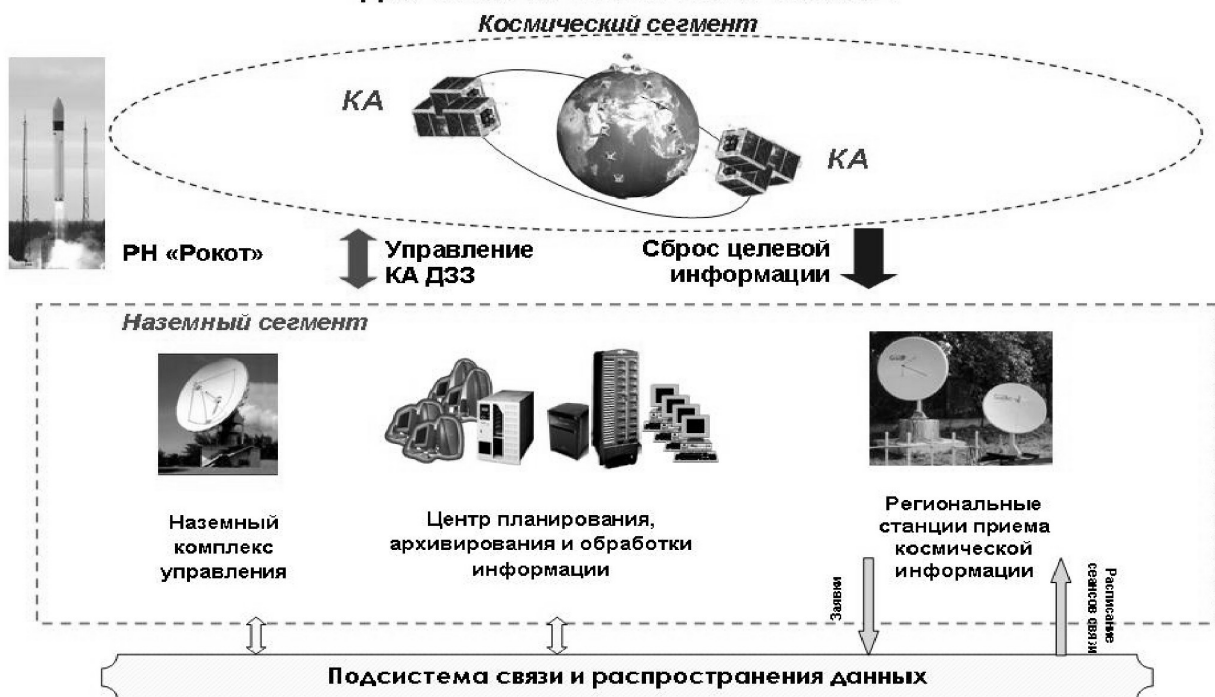 Космический сегмент
КА
КА
РН «Рокот»
Управление
КА ДЗЗ
Сброс целевой
информации
Наземный сегмент
Наземный
комплекс
управления
Центр планирования,
архивирования и обработки
информации
Региональные
станции приема
космической
информации
Заявки
Расписание
сеансов связи
Подсистема связи и распространения данных